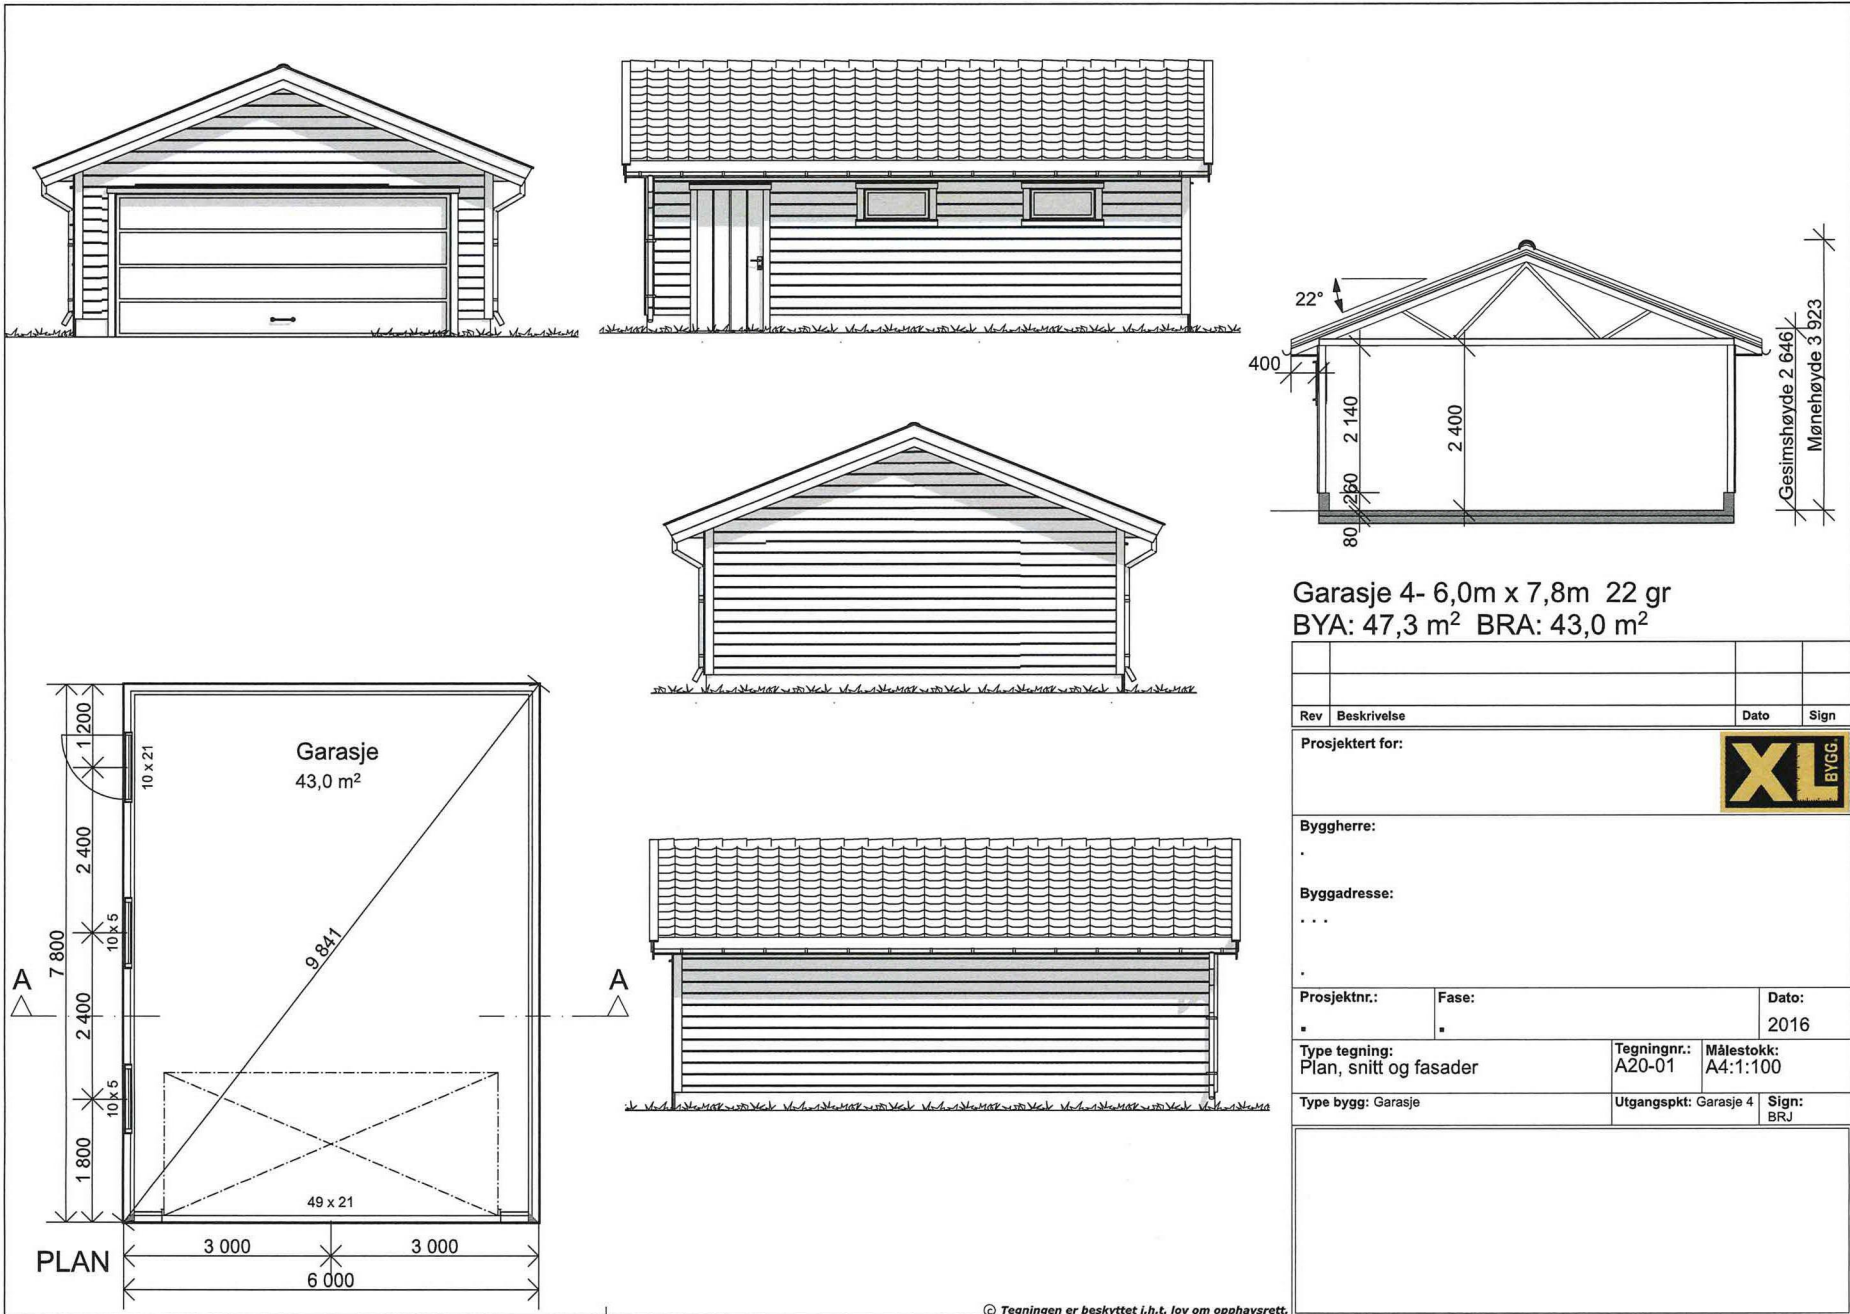 22°
400
2 140
2 400
260
80
Gesimshøyde 2 646
Mønehøyde 3 923
Garasje 4- 6,0m x 7,8m 22 gr
BYA: 47,3 m² BRA: 43,0 m²
Rev Beskrivelse Dato Sign
Prosjektert for:
XL BYGG.
Byggherre:
.
Byggadresse:
. . .
.
Prosjektnr.: Fase: Dato:
. . 2016
Type tegning: Tegningnr.: Målestokk:
Plan, snitt og fasader A20-01 A4:1:100
Type bygg: Garasje Utgangspkt: Garasje 4 Sign:
BRJ
Garasje
43,0 m²
10 x 21
10 x 5
10 x 5
1 200
2 400
2 400
1 800
7 800
9 841
A A
49 x 21
3 000 3 000
6 000
PLAN
© Tegningen er beskyttet i.h.t. lov om opphavsrett.